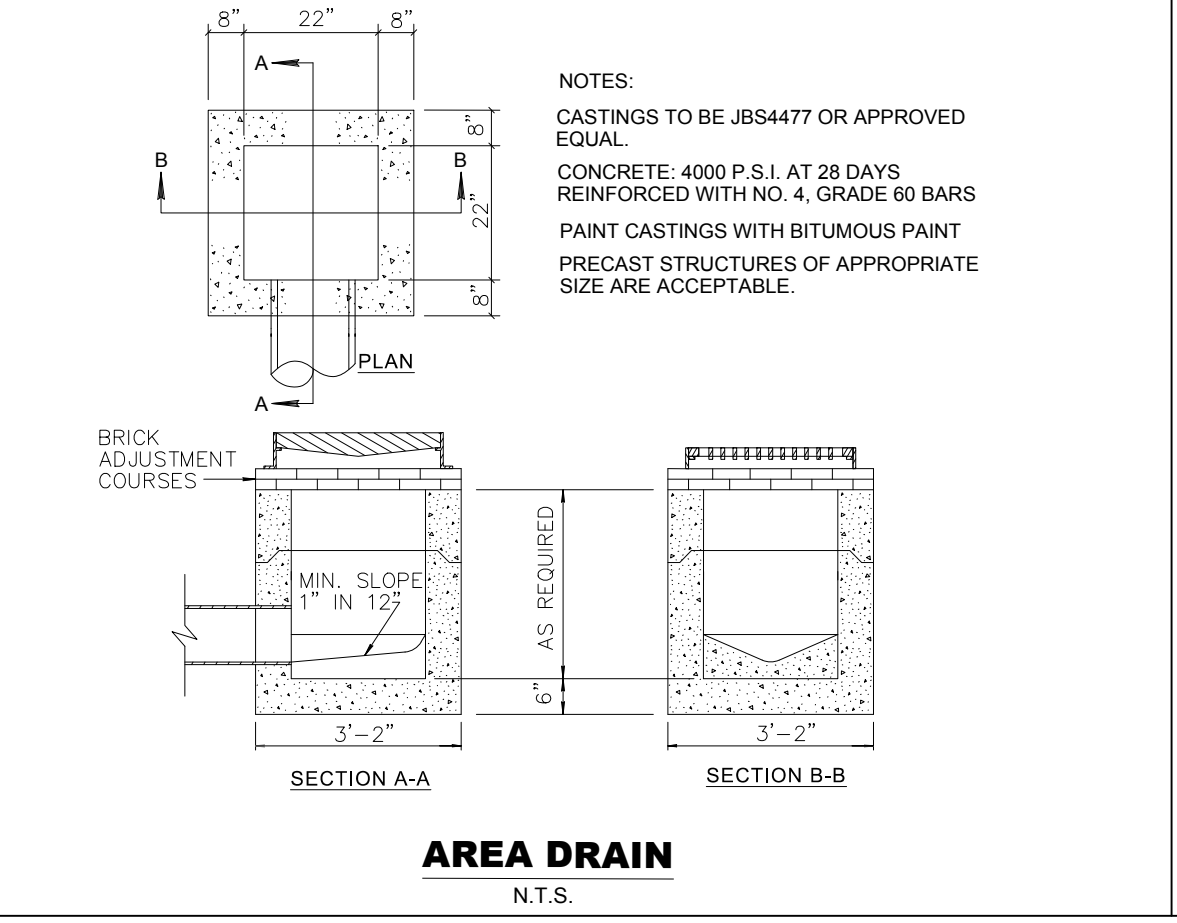 8” 22” 8”
A
B B
8”
22”
8”
PLAN
A
NOTES:
CASTINGS TO BE JBS4477 OR APPROVED
EQUAL.
CONCRETE: 4000 P.S.I. AT 28 DAYS
REINFORCED WITH NO. 4, GRADE 60 BARS
PAINT CASTINGS WITH BITUMOUS PAINT
PRECAST STRUCTURES OF APPROPRIATE
SIZE ARE ACCEPTABLE.
BRICK
ADJUSTMENT
COURSES
MIN. SLOPE
1” IN 12”
AS REQUIRED
6”
3’-2”
SECTION A-A
3’-2”
SECTION B-B
AREA DRAIN
N.T.S.